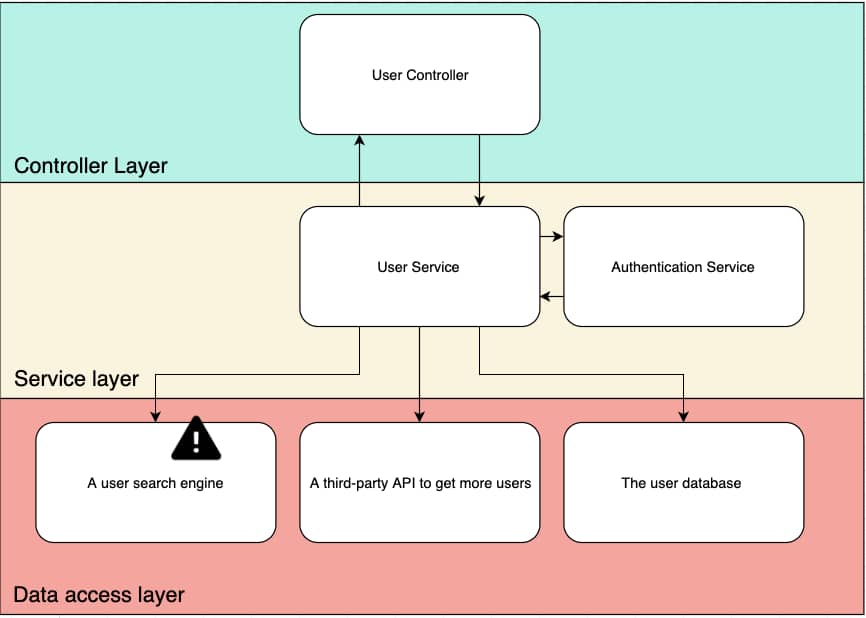 User Controller
Controller Layer
User Service
Authentication Service
Service layer
A user search engine
A third-party API to get more users
The user database
Data access layer